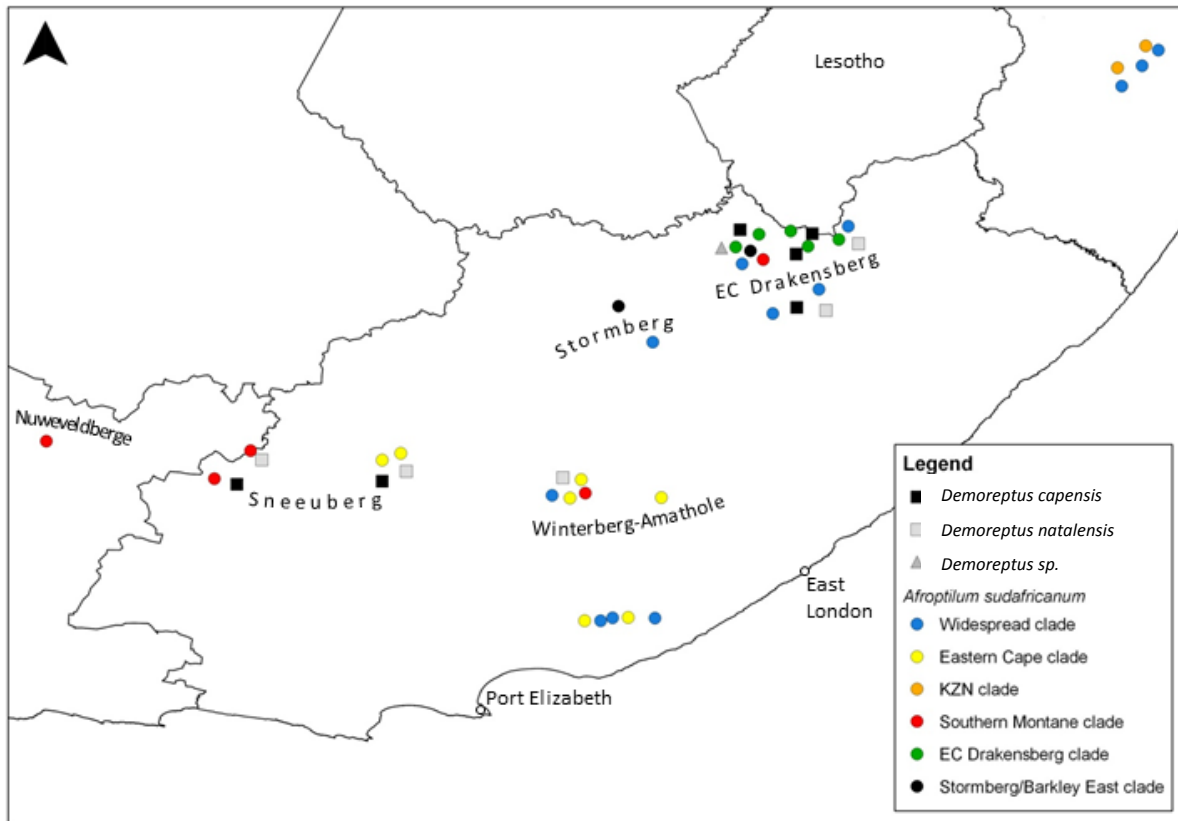 Lesotho
EC Drakensberg
Stormberg
Nuweveldberge
Sneeuberg
Winterberg-Amathole
East
London
Port Elizabeth
Legend
Demoreptus capensis
Demoreptus natalensis
Demoreptus sp.
Afroptilum sudafricanum
Widespread clade
Eastern Cape clade
KZN clade
Southern Montane clade
EC Drakensberg clade
Stormberg/Barkley East clade